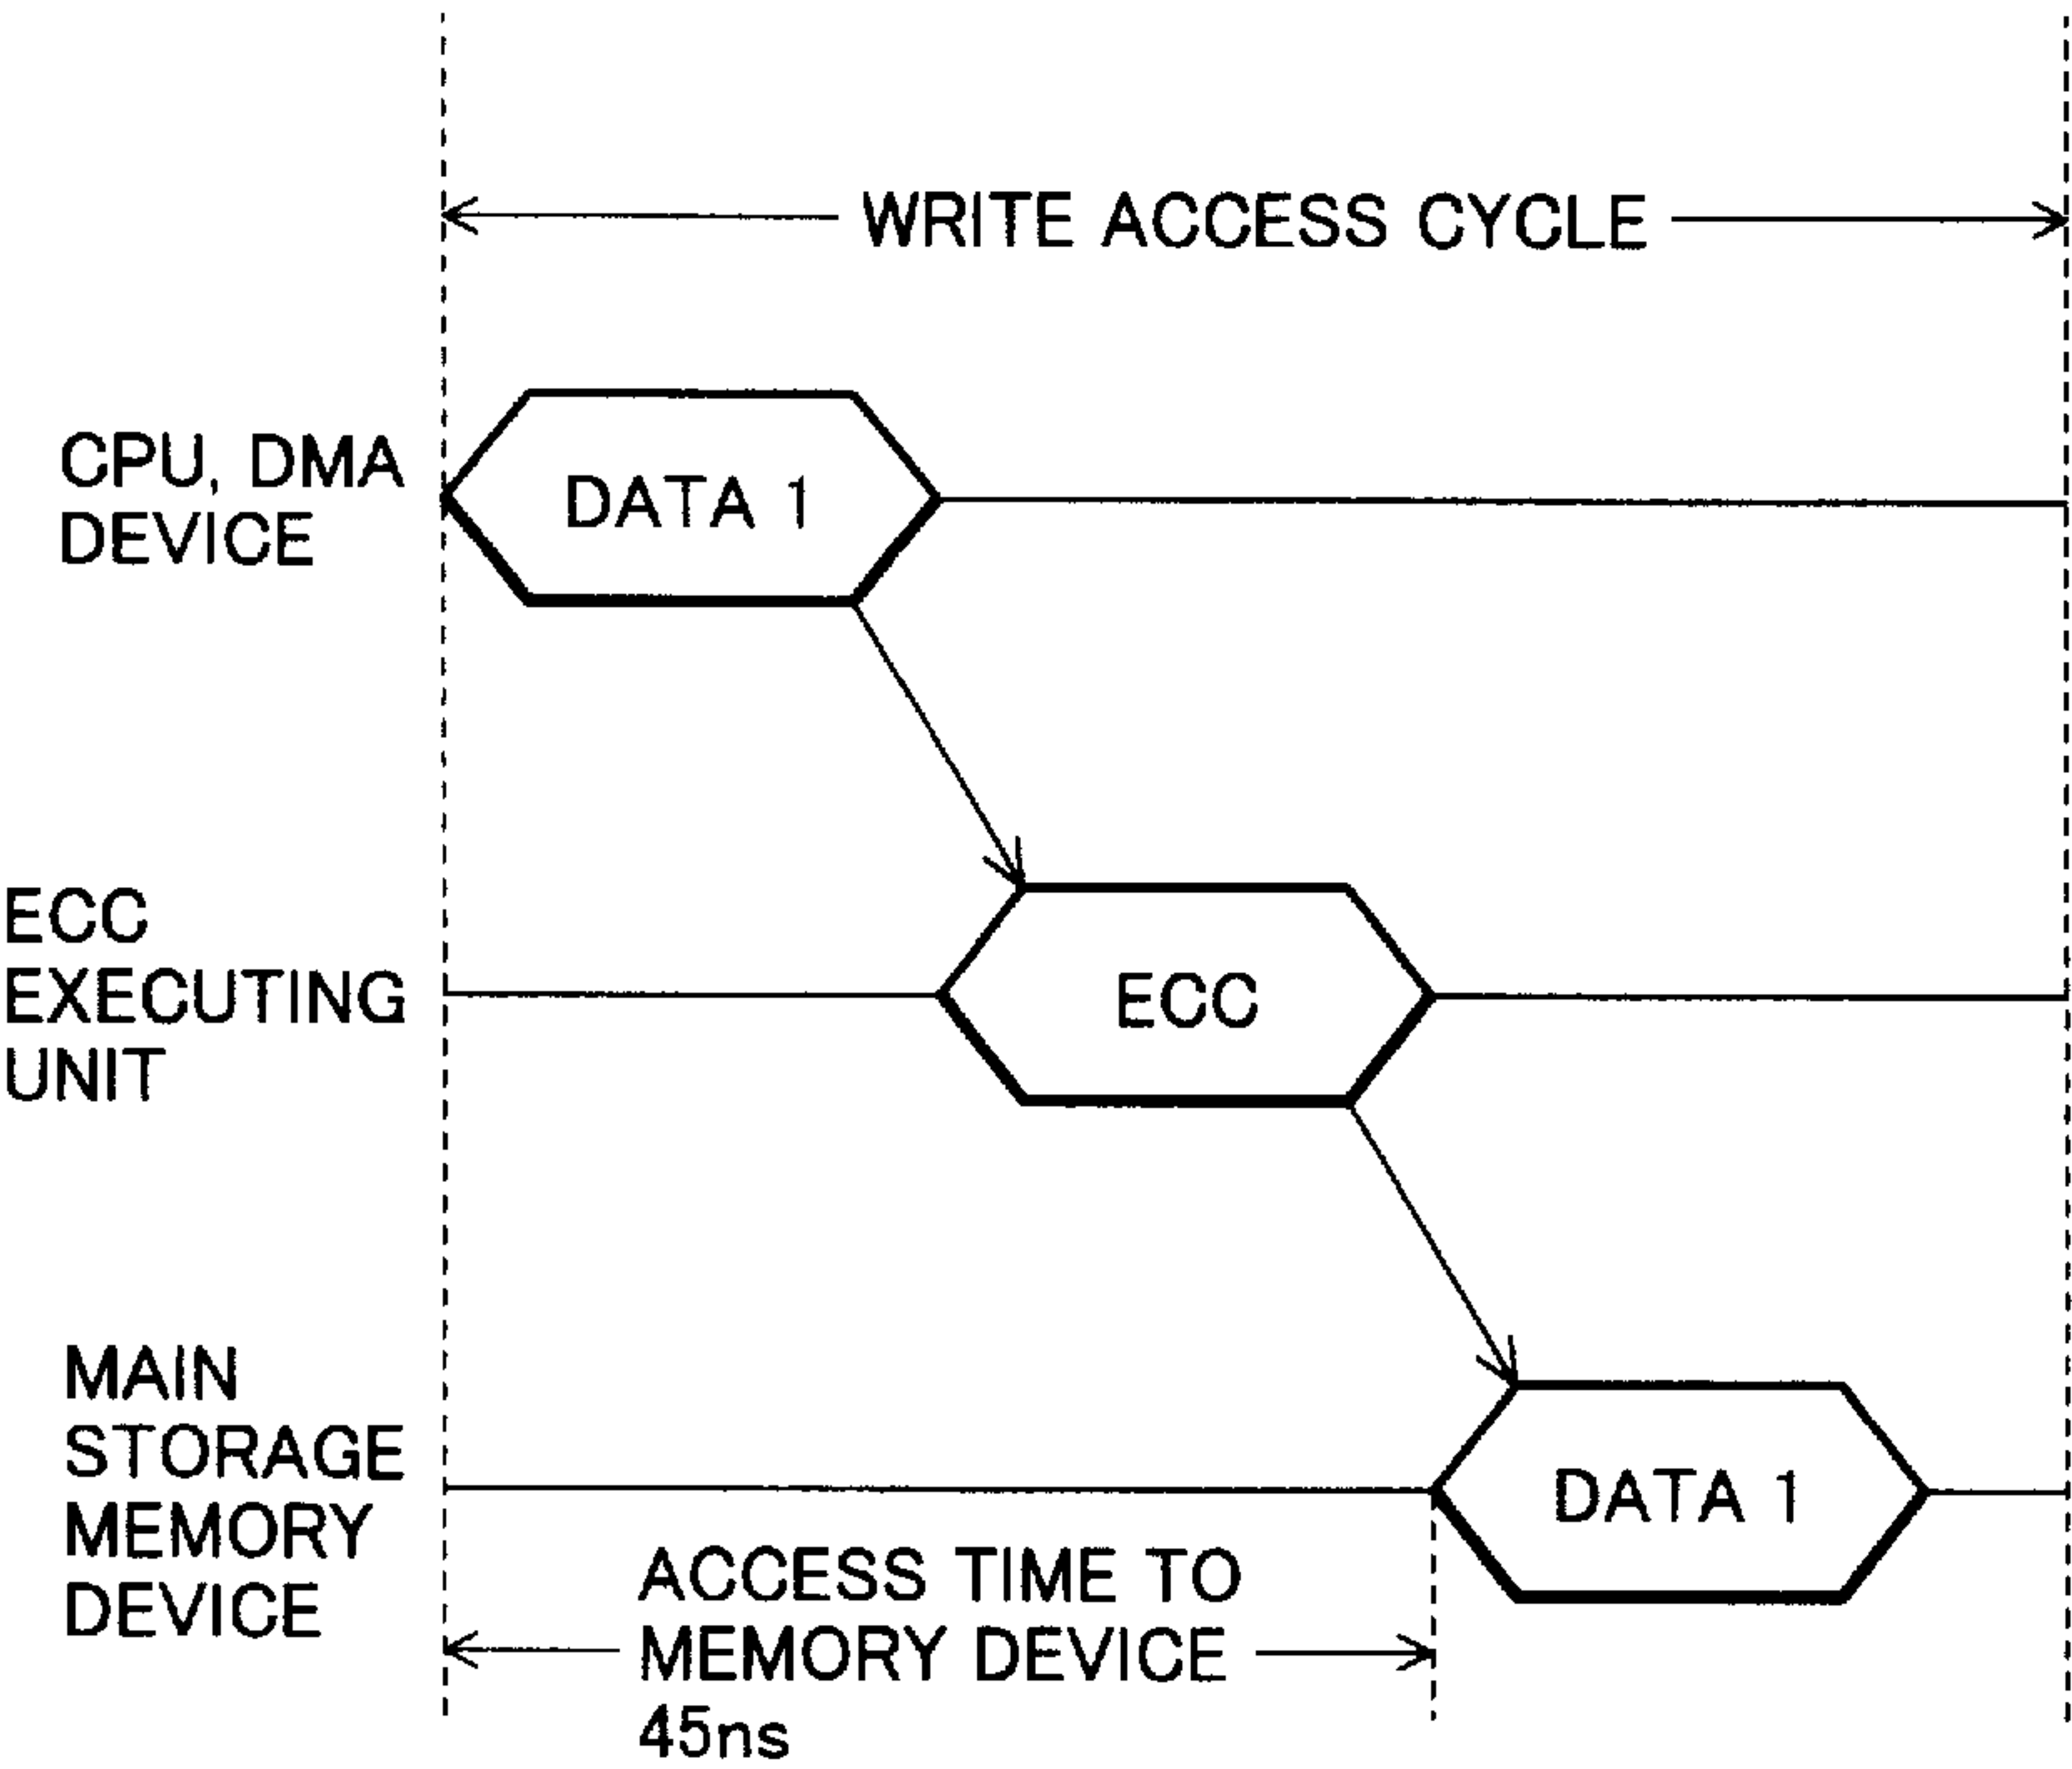 WRITE ACCESS CYCLE
CPU, DMA
DEVICE
DATA 1
ECC
EXECUTING
UNIT
ECC
MAIN
STORAGE
MEMORY
DEVICE
DATA 1
ACCESS TIME TO
MEMORY DEVICE
45ns